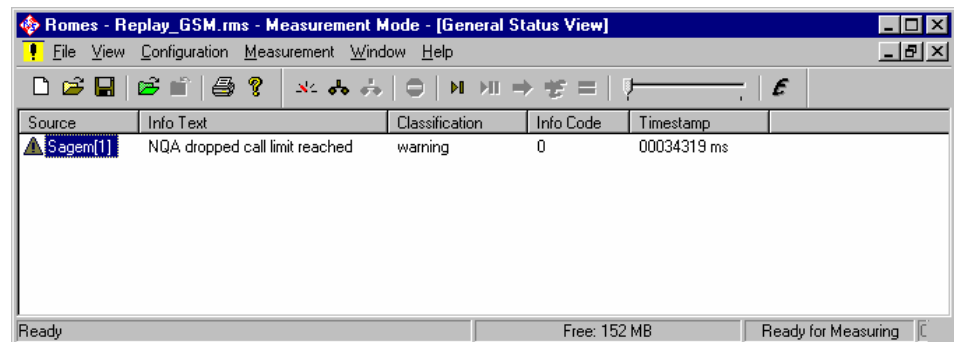 Romes - Replay_GSM.rms - Measurement Mode - [General Status View]
File View Configuration Measurement Window Help
Source Info Text Classification Info Code Timestamp
Sagem[1] NQA dropped call limit reached warning 0 00034319 ms
Ready Free: 152 MB Ready for Measuring